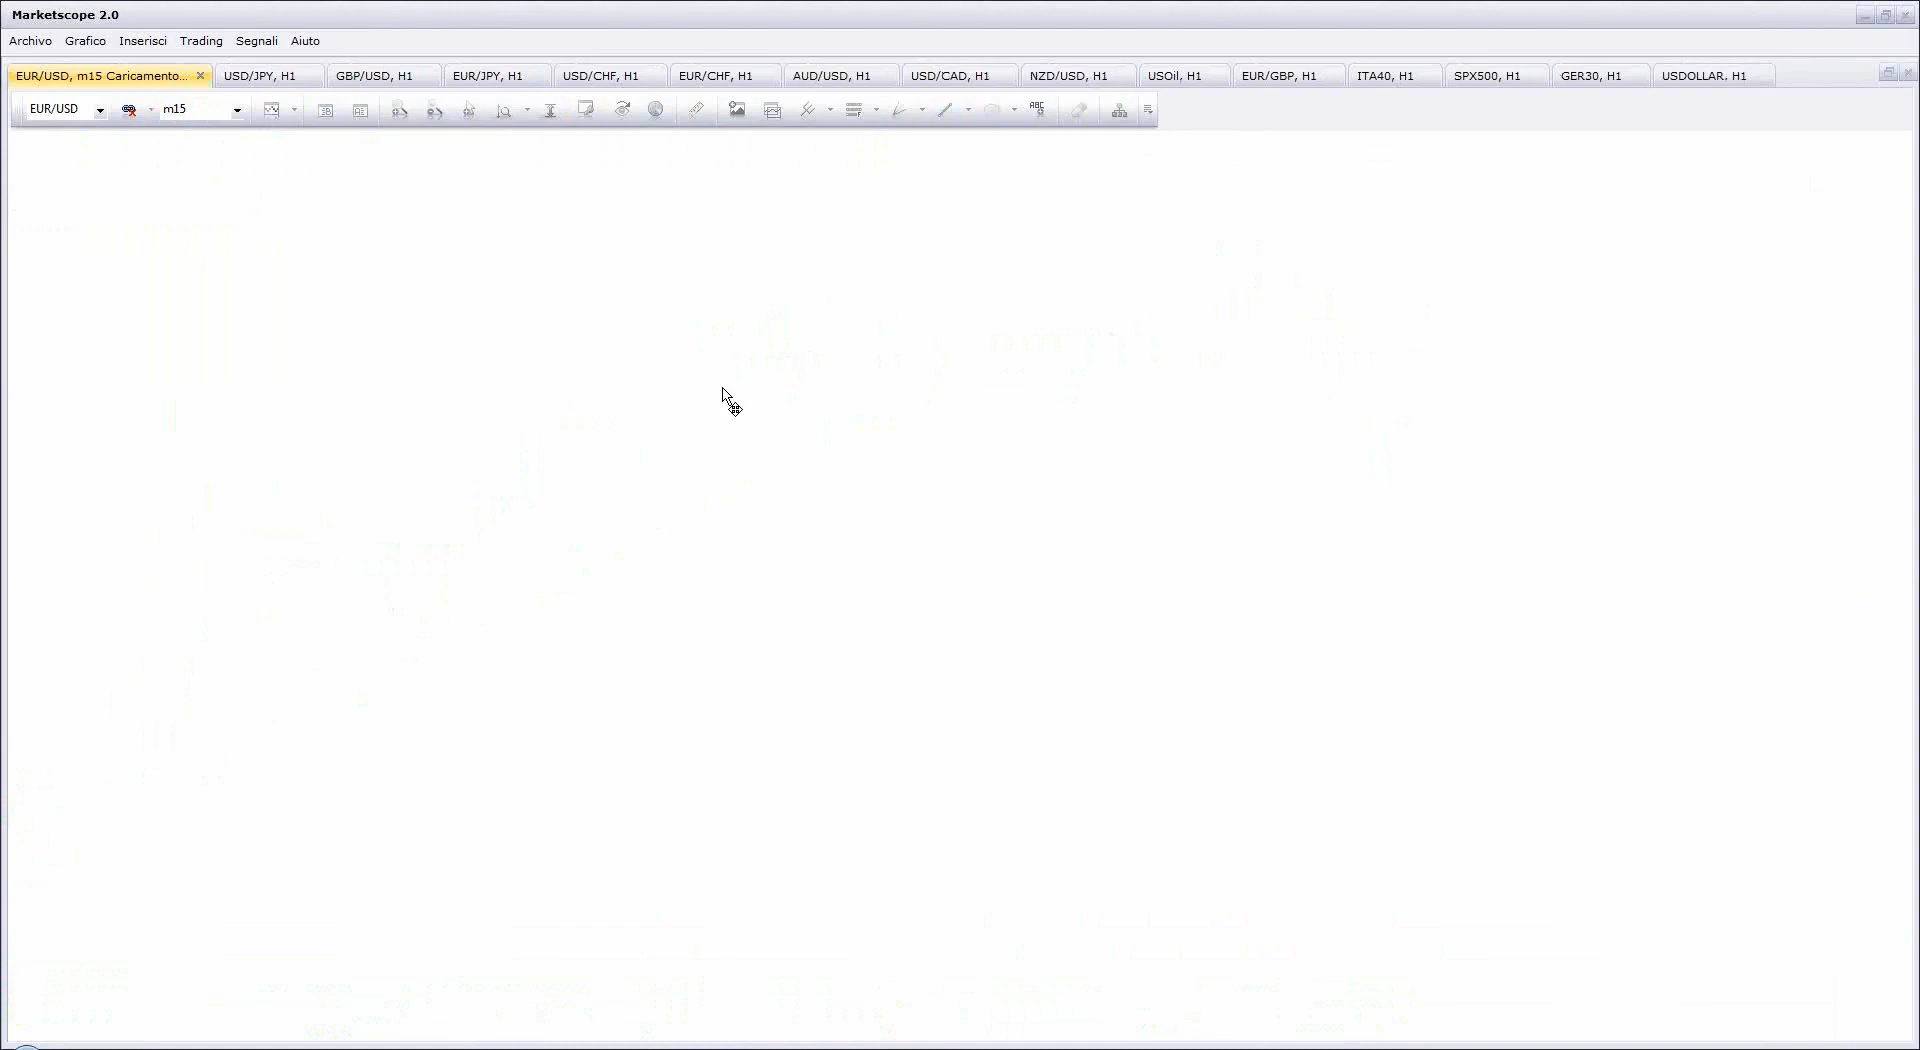 Marketscope 2.0
Archivo Grafico Inserisci Trading Segnali Aiuto
EUR/USD, m15 Caricamento... USD/JPY, H1 GBP/USD, H1 EUR/JPY, H1 USD/CHF, H1 EUR/CHF, H1 AUD/USD, H1 USD/CAD, H1 NZD/USD, H1 USOil, H1 EUR/GBP, H1 ITA40, H1 SPX500, H1 GER30, H1 USDOLLAR, H1
EUR/USD m15 ABC